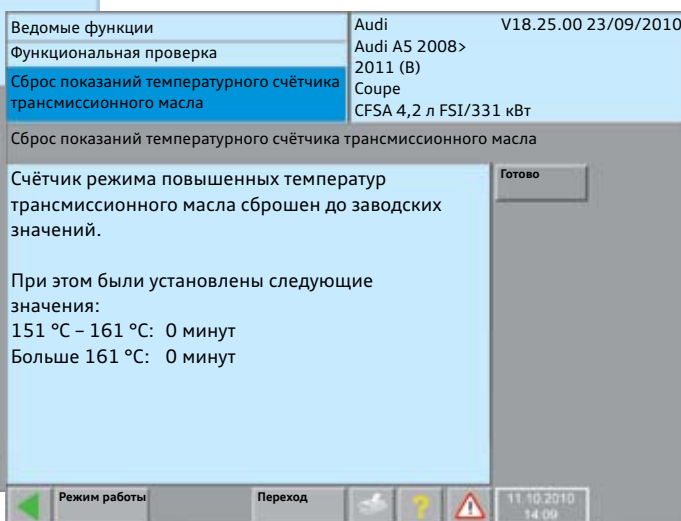 Ведомые функции
Функциональная проверка
Сброс показаний температурного счётчика
трансмиссионного масла
Audi V18.25.00 23/09/2010
Audi A5 2008>
2011 (B)
Coupe
CFSA 4,2 л FSI/331 кВт
Сброс показаний температурного счётчика трансмиссионного масла
Счётчик режима повышенных температур
трансмиссионного масла сброшен до заводских
значений.
При этом были установлены следующие
значения:
151 °C – 161 °C: 0 минут
Больше 161 °C: 0 минут
Готово
Режим работы
Переход
?
11.10.2010
14:09